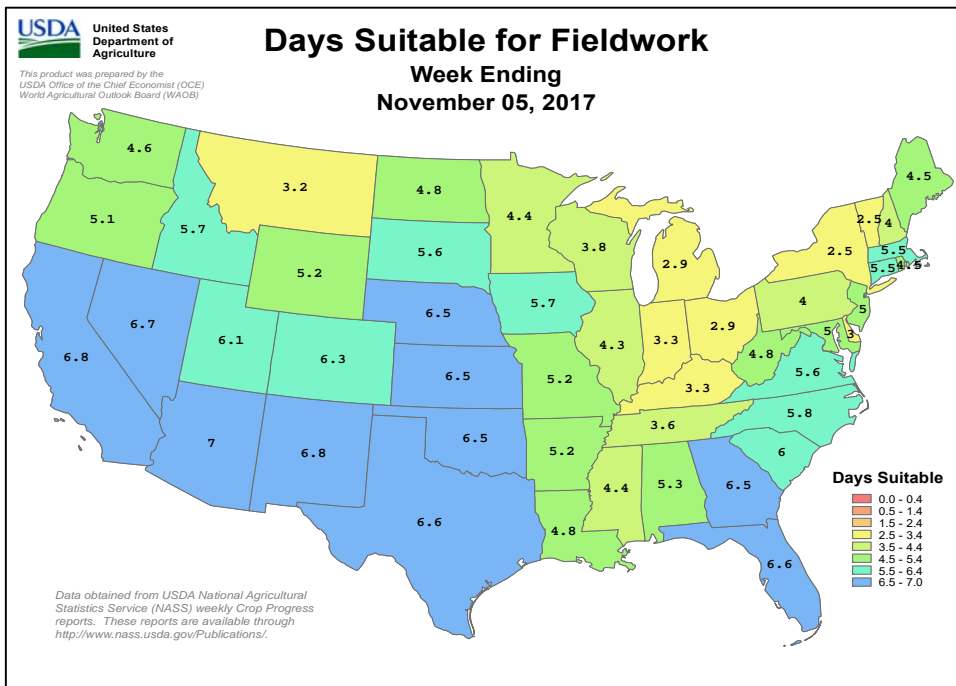 USDA
United States
Department of
Agriculture
This product was prepared by the
USDA Office of the Chief Economist (OCE)
World Agricultural Outlook Board (WAOB)
Days Suitable for Fieldwork
Week Ending
November 05, 2017
4.6
3.2
4.8
4.4
4.5
5.1
5.7
5.2
5.6
3.8
2.9
2.5
2.5
4
5.5
5.5
4.5
6.8
6.7
6.1
6.3
6.5
5.7
4.3
3.3
2.9
4
5
5
3
6.5
5.2
3.3
4.8
5.6
7
6.8
6.5
5.2
3.6
5.8
6
6.6
4.8
4.4
5.3
6.5
6.6
Days Suitable
0.0 - 0.4
0.5 - 1.4
1.5 - 2.4
2.5 - 3.4
3.5 - 4.4
4.5 - 5.4
5.5 - 6.4
6.5 - 7.0
Data obtained from USDA National Agricultural
Statistics Service (NASS) weekly Crop Progress
reports. These reports are available through
http://www.nass.usda.gov/Publications/.